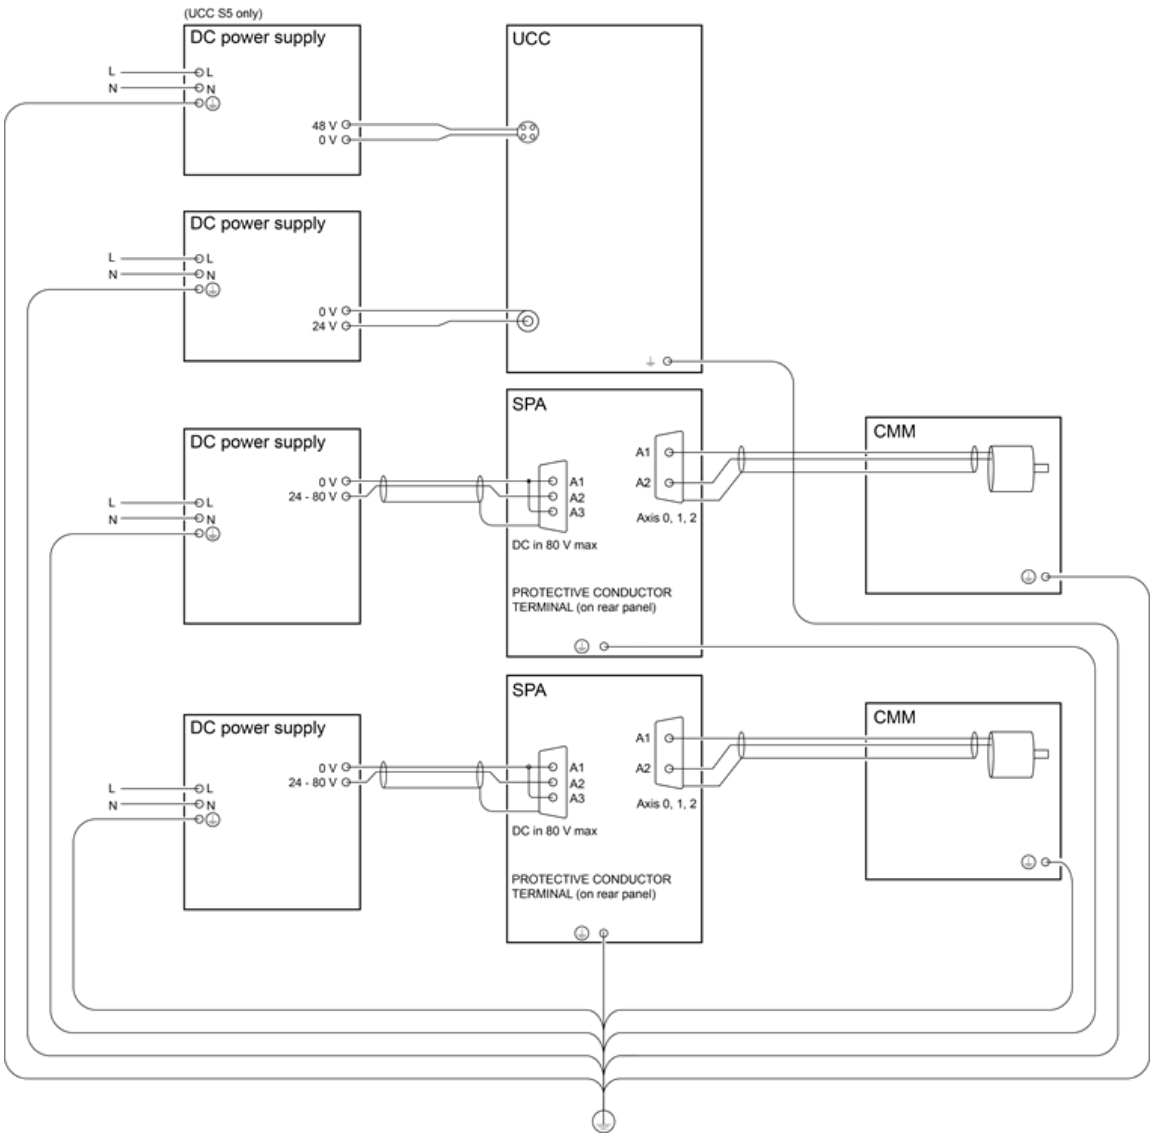 (UCC S5 only)
DC power supply
L
L
N
N
48 V
0 V
UCC
DC power supply
L
L
N
N
0 V
24 V
DC power supply
0 V
24 - 80 V
L
L
N
N
SPA
A1
A2
A3
DC in 80 V max
A1
A2
Axis 0, 1, 2
PROTECTIVE CONDUCTOR
TERMINAL (on rear panel)
CMM
DC power supply
0 V
24 - 80 V
L
L
N
N
SPA
A1
A2
A3
DC in 80 V max
A1
A2
Axis 0, 1, 2
PROTECTIVE CONDUCTOR
TERMINAL (on rear panel)
CMM